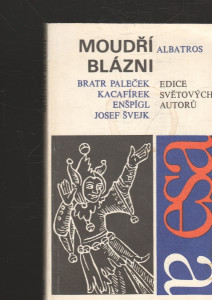 MOUDŘÍ ALBATROS
BLÁZNI
BRATR PALEČEK EDICE
KACAFÍREK SVĚTOVÝCH
ENŠPÍGL AUTORŮ
JOSEF ŠVEJK
esa
a